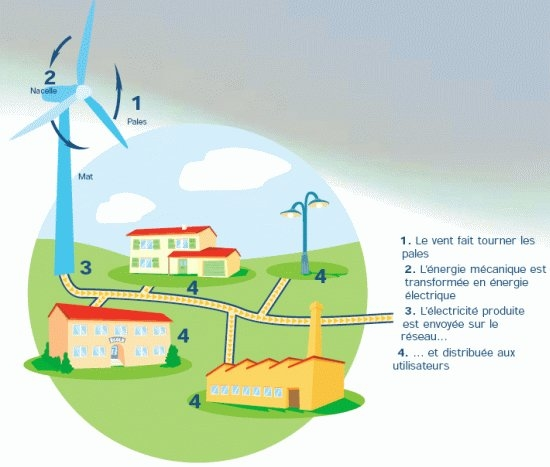 2
Nacelle
1
Pales
Mat
3
4
4
4
4
1. Le vent fait tourner les
pales
2. L'énergie mécanique est
transformée en énergie
électrique
3. L'électricité produite
est envoyée sur le
réseau...
4. ... et distribuée aux
utilisateurs